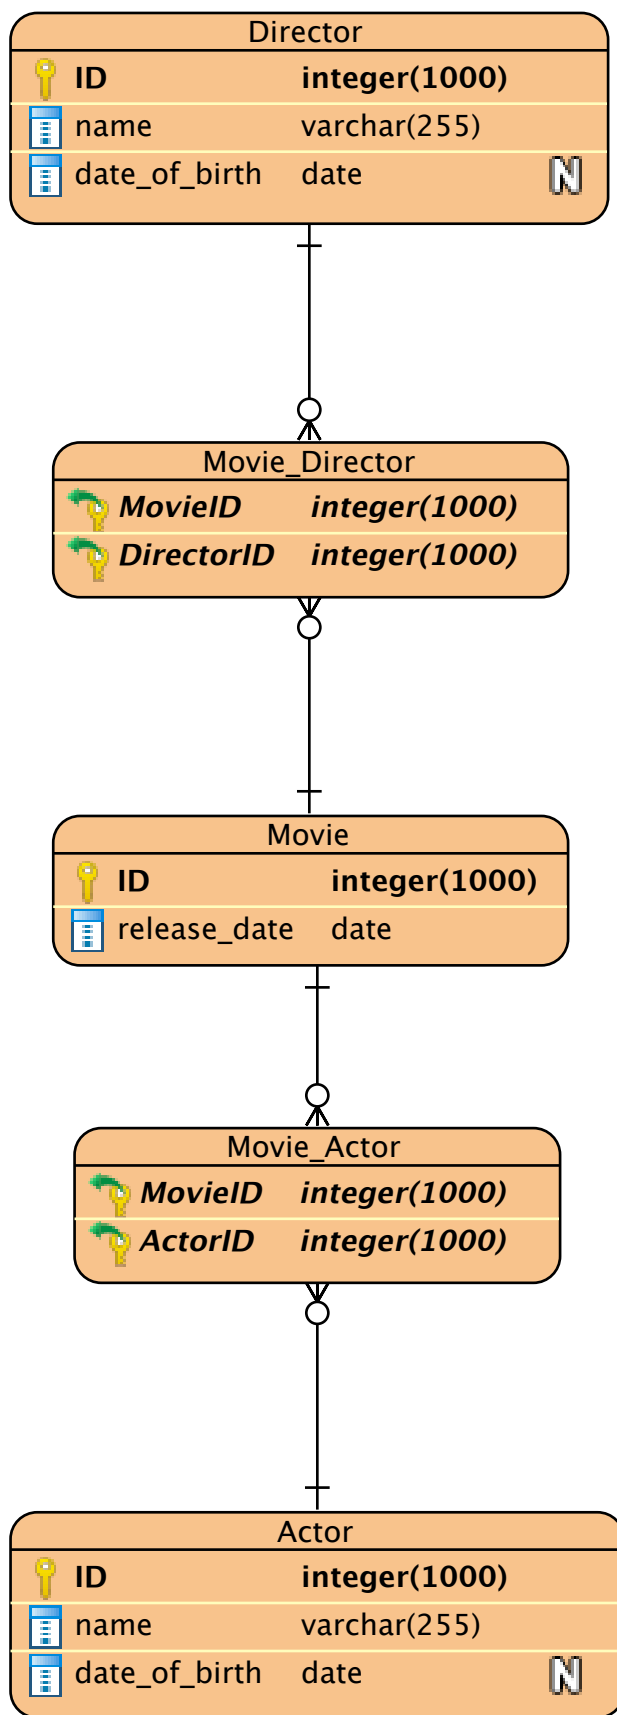 Director
ID integer(1000)
name varchar(255)
date_of_birth date N
Movie_Director
MovieID integer(1000)
DirectorID integer(1000)
Movie
ID integer(1000)
release_date date
Movie_Actor
MovieID integer(1000)
ActorID integer(1000)
Actor
ID integer(1000)
name varchar(255)
date_of_birth date N